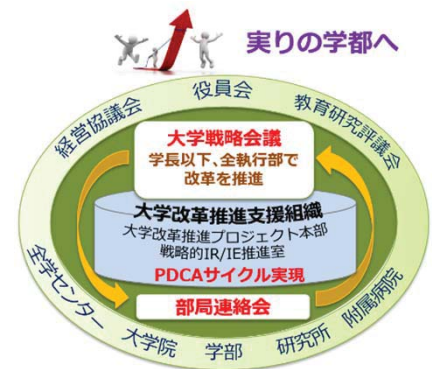 実りの学都へ
経営協議会
役員会
教育研究評議会
大学戦略会議
学長以下、全執行部で
改革を推進
大学改革推進支援組織
大学改革推進プロジェクト本部
戦略的IR/IE推進室
PDCAサイクル実現
部局連絡会
全学センター
大学院
学部
研究所
附属病院